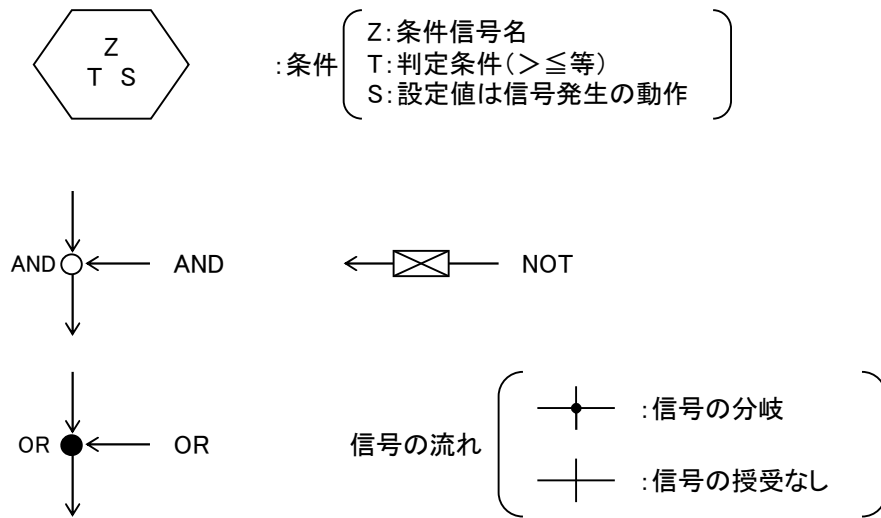 Z
T S
:条件
Z:条件信号名
T:判定条件(>≦等)
S:設定値は信号発生の動作
AND
AND
NOT
OR
OR
信号の流れ
:信号の分岐
:信号の授受なし